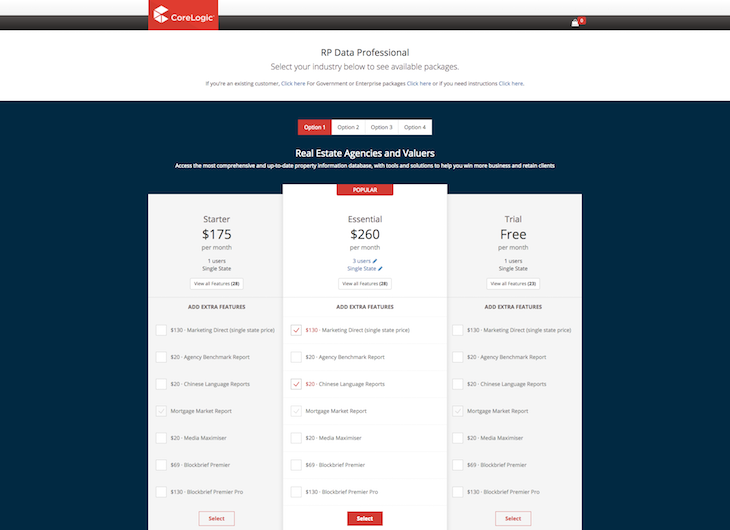 CoreLogic
0
RP Data Professional
Select your industry below to see available packages.
If you're an existing customer, Click here For Government or Enterprise packages Click here or if you need instructions Click here.
Option 1 Option 2 Option 3 Option 4
Real Estate Agencies and Valuers
Access the most comprehensive and up-to-date property information database, with tools and solutions to help you win more business and retain clients
Starter
$175
per month
1 users
Single State
View all Features (28)
ADD EXTRA FEATURES
$130 - Marketing Direct (single state price)
$20 - Agency Benchmark Report
$20 - Chinese Language Reports
Mortgage Market Report
$20 - Media Maximiser
$69 - Blockbrief Premier
$130 - Blockbrief Premier Pro
Select
POPULAR
Essential
$260
per month
3 users
Single State
View all Features (28)
ADD EXTRA FEATURES
$130 - Marketing Direct (single state price)
$20 - Agency Benchmark Report
$20 - Chinese Language Reports
Mortgage Market Report
$20 - Media Maximiser
$69 - Blockbrief Premier
$130 - Blockbrief Premier Pro
Select
Trial
Free
per month
1 users
Single State
View all Features (23)
ADD EXTRA FEATURES
$130 - Marketing Direct (single state price)
$20 - Agency Benchmark Report
$20 - Chinese Language Reports
Mortgage Market Report
$20 - Media Maximiser
$69 - Blockbrief Premier
$130 - Blockbrief Premier Pro
Select